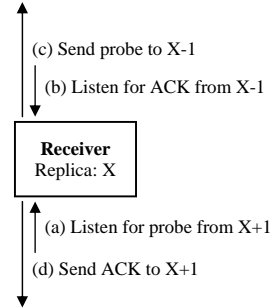 (c) Send probe to X-1
(b) Listen for ACK from X-1
Receiver
Replica: X
(a) Listen for probe from X+1
(d) Send ACK to X+1